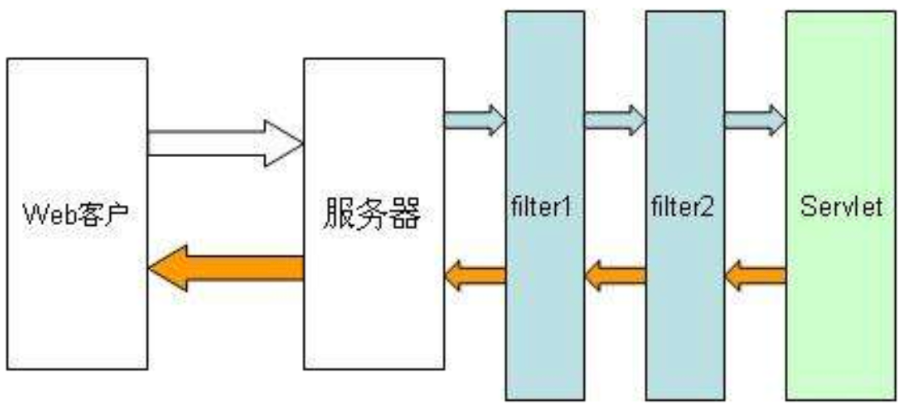 Web客户
服务器
filter1
filter2
Servlet